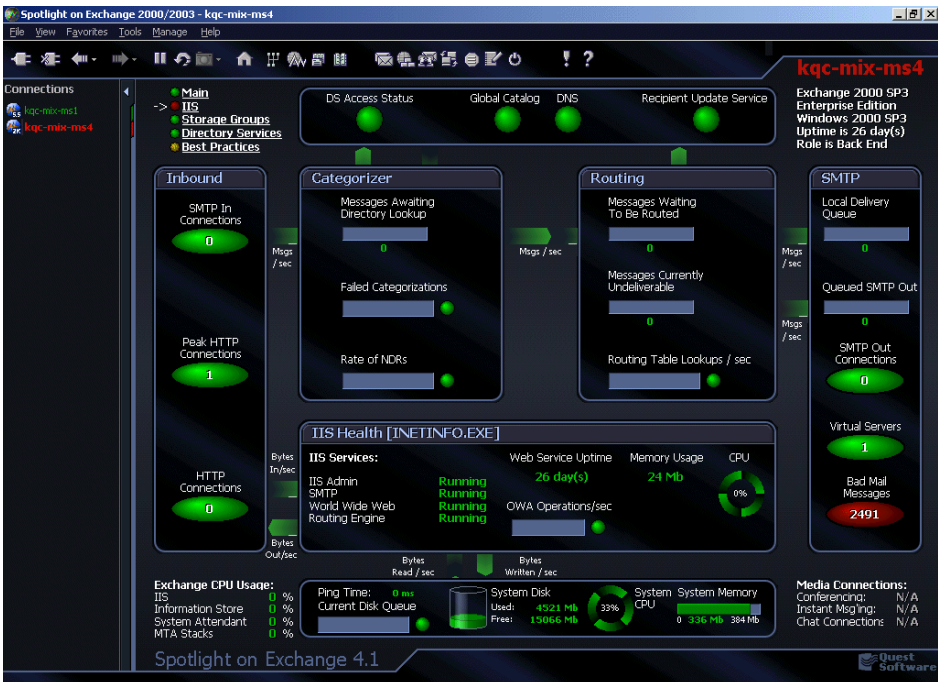 Spotlight on Exchange 2000/2003 - kqc-mix-ms4
File View Favorites Tools Manage Help
! ?
kqc-mix-ms4
Connections
5.5 kqc-mix-ms1
2K kqc-mix-ms4
Main
-> IIS
Storage Groups
Directory Services
Best Practices
DS Access Status Global Catalog DNS Recipient Update Service
Exchange 2000 SP3
Enterprise Edition
Windows 2000 SP3
Uptime is 26 day(s)
Role is Back End
Inbound
SMTP In
Connections
0
Peak HTTP
Connections
1
HTTP
Connections
0
Msgs
/ sec
Categorizer
Messages Awaiting
Directory Lookup
0
Failed Categorizations
Rate of NDRs
Msgs / sec
Routing
Messages Waiting
To Be Routed
0
Messages Currently
Undeliverable
0
Routing Table Lookups / sec
Msgs
/ sec
Msgs
/ sec
SMTP
Local Delivery
Queue
0
Queued SMTP Out
0
SMTP Out
Connections
0
Virtual Servers
1
Bad Mail
Messages
2491
Bytes
In/sec
Bytes
Out/sec
IIS Health [INETINFO.EXE]
IIS Services:
IIS Admin Running
SMTP Running
World Wide Web Running
Routing Engine Running
Web Service Uptime
26 day(s)
Memory Usage
24 Mb
CPU
0%
OWA Operations/sec
Bytes
Read / sec
Bytes
Written / sec
Exchange CPU Usage:
IIS 0 %
Information Store 0 %
System Attendant 0 %
MTA Stacks 0 %
Ping Time: 0 ms
Current Disk Queue
System Disk
Used: 4521 Mb
Free: 15066 Mb
33%
System
CPU
System Memory
0 336 Mb 384 Mb
Media Connections:
Conferencing: N/A
Instant Msg'ing: N/A
Chat Connections N/A
Spotlight on Exchange 4.1
Quest
Software